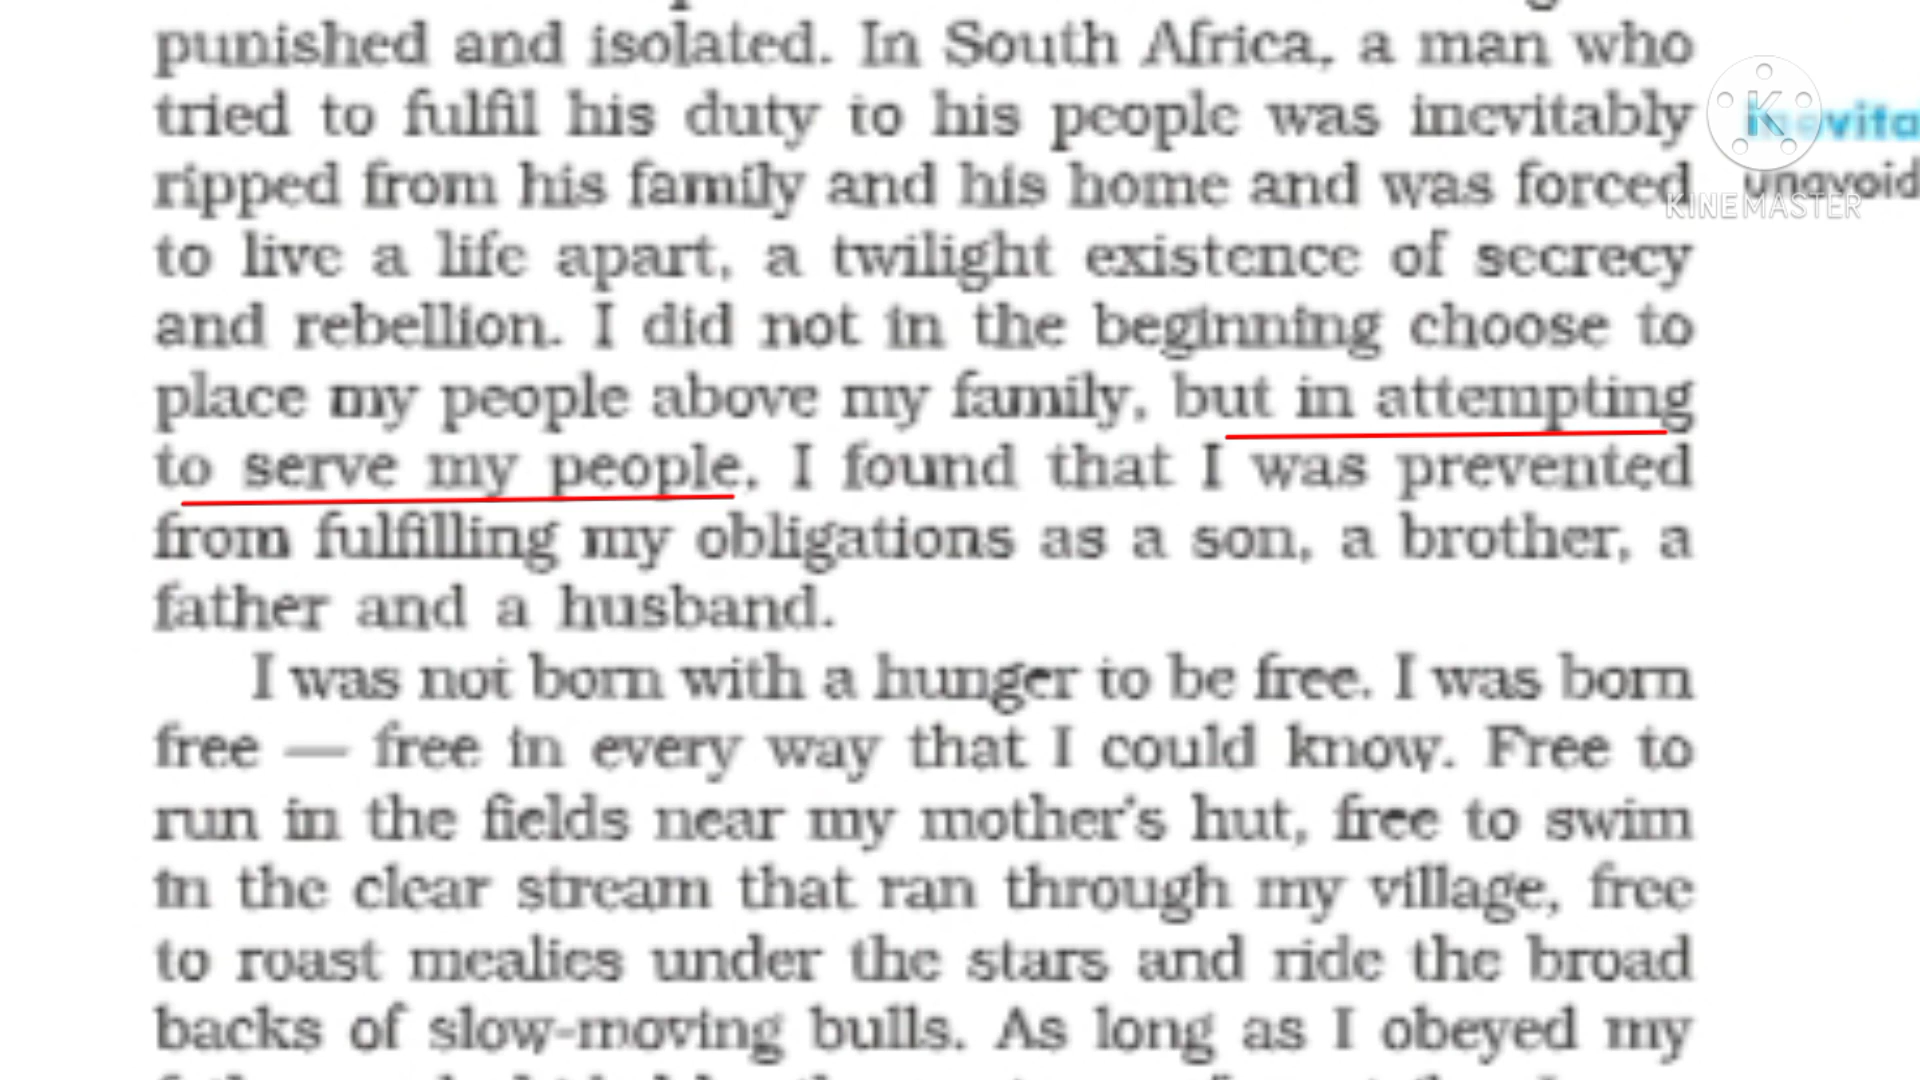 punished and isolated. In South Africa, a man who
tried to fulfil his duty to his people was inevitably
ripped from his family and his home and was forced
to live a life apart, a twilight existence of secrecy
and rebellion. I did not in the beginning choose to
place my people above my family, but in attempting
to serve my people, I found that I was prevented
from fulfilling my obligations as a son, a brother, a
father and a husband.
I was not born with a hunger to be free. I was born
free — free in every way that I could know. Free to
run in the fields near my mother's hut, free to swim
in the clear stream that ran through my village, free
to roast mealies under the stars and ride the broad
backs of slow-moving bulls. As long as I obeyed my
K
KINEMASTER
unavoid